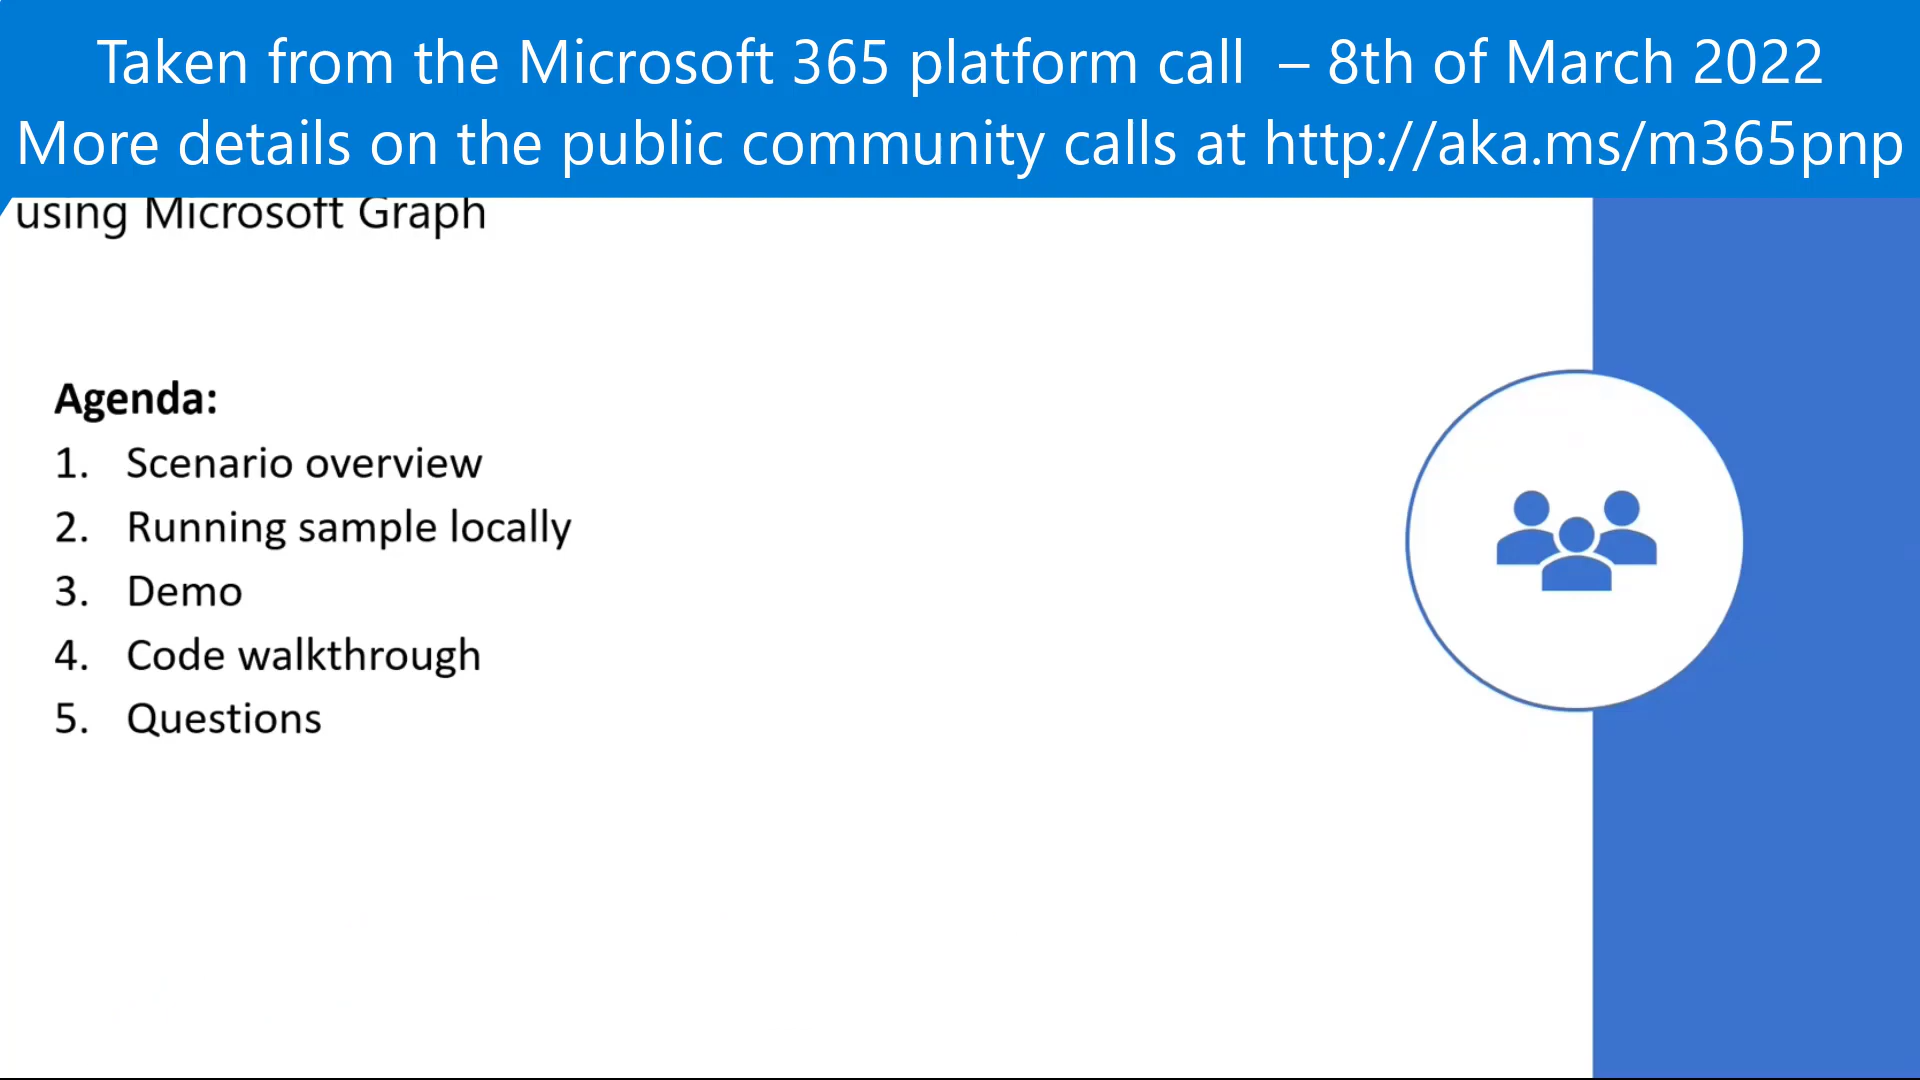 Taken from the Microsoft 365 platform call – 8th of March 2022
More details on the public community calls at http://aka.ms/m365pnp
using Microsoft Graph
Agenda:
1. Scenario overview
2. Running sample locally
3. Demo
4. Code walkthrough
5. Questions